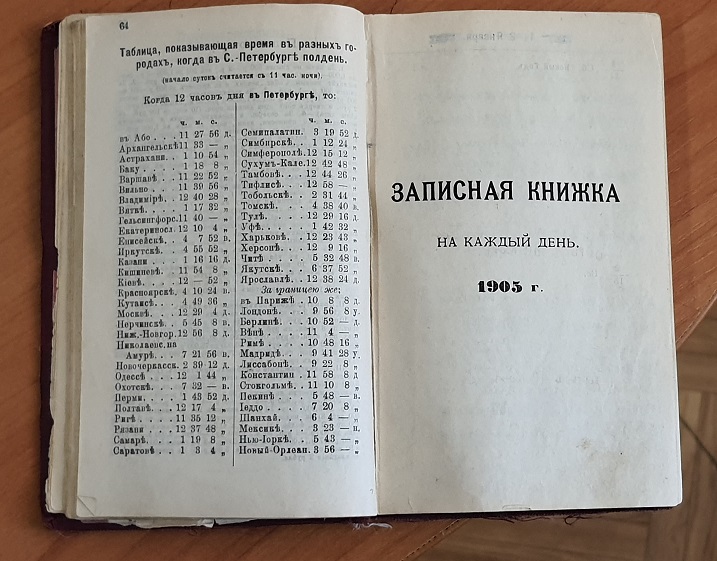 64
Таблица, показывающая время въ разныхъ го-
родахъ, когда въ С.-Петербургѣ полдень.
(начало сутокъ считается съ 11 час. ночи).
Когда 12 часовъ дня въ Петербургѣ, то:
ч. м. с.
въ Або . . . 11 27 56 д.
Архангельскѣ 11 33 — „
Астрахани . . 1 10 54 „
Баку . . . . 1 18 8 „
Варшавѣ . . 11 22 52 „
Вильно . . . 11 39 56 „
Владимірѣ . . 12 40 28 „
Вяткѣ . . . 1 17 32 „
Гельсингфорс. 11 40 — „
Екатериносл. 12 10 4 „
Енисейскѣ . . 4 7 52 в.
Иркутскѣ . . 4 55 52 „
Казани . . . 1 16 16 д.
Кишиневѣ . . 11 54 8 „
Кіевѣ . . . 12 — 52 „
Красноярскѣ. 4 10 24 в.
Кутаисѣ . . . 4 49 36 „
Москвѣ . . . 12 29 4 д.
Нерчинскѣ . . 5 45 8 в.
Ниж.-Новгор. 12 56 8 д.
Николаевс. на
Амурѣ. . . 7 21 56 в.
Новочеркасск. 2 39 12 д.
Одессѣ . . . 12 1 44 „
Охотскѣ. . . 7 32 — в.
Перми. . . . 1 43 52 д.
Полтавѣ . . 12 17 4 „
Ригѣ . . . . 11 35 12 „
Рязани . . . 12 37 48 „
Самарѣ. . . 1 19 8 „
Саратовѣ . . 1 3 4 „
ч. м. с.
Семипалатин. 3 19 52 д.
Симбирскѣ. . 1 12 24 „
Симферополѣ. 12 15 12 „
Сухумъ-Кале. 12 42 48 „
Тамбовѣ. . . 12 44 26 „
Тифлисѣ . . 12 58 — „
Тобольскѣ . . 2 31 44 „
Томскѣ. . . . 4 38 40 в.
Тулѣ . . . . 12 29 16 д.
Уфѣ. . . . . 1 42 32 „
Харьковѣ. . 12 23 43 „
Херсонѣ. . . 12 9 16 „
Читѣ . . . . 5 32 48 в.
Якутскѣ . . . 6 37 52 „
Ярославлѣ. . 12 38 24 д.
За границею же:
въ Парижѣ . 10 8 8 д.
Лондонѣ. . . 9 56 8 у.
Берлинѣ. . . 10 52 — д.
Вѣнѣ . . . . 11 4 — „
Римѣ . . . . 10 48 16 „
Мадридѣ. . . 9 41 28 у.
Лиссабонѣ. . 9 22 8 „
Константин . 11 58 8 д
Стокгольмѣ. . 11 10 8 „
Пекинѣ . . . 5 48 — в.
Іеддо . . . . 7 20 8 „
Шанхай. . . 6 4 — „
Мексикѣ. . . 3 23 — н.
Нью-Іоркѣ. . 5 43 — „
Новый Орлеан. 3 56 — „
ЗАПИСНАЯ КНИЖКА
НА КАЖДЫЙ ДЕНЬ.
1905 г.